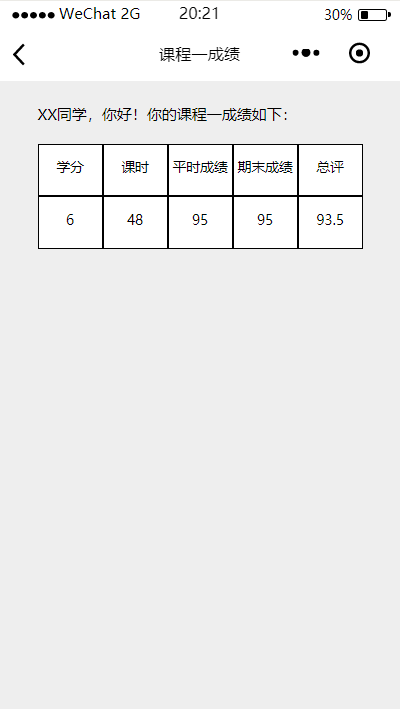 WeChat 2G 20:21 30%
课程一成绩
XX同学，你好！你的课程一成绩如下：
学分 课时 平时成绩 期末成绩 总评
6 48 95 95 93.5